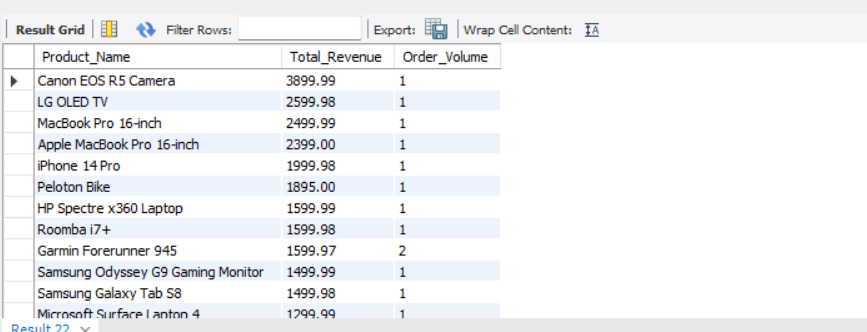 Result Grid Filter Rows: Export: Wrap Cell Content: IA
Product_Name Total_Revenue Order_Volume
Canon EOS R5 Camera 3899.99 1
LG OLED TV 2599.98 1
MacBook Pro 16-inch 2499.99 1
Apple MacBook Pro 16-inch 2399.00 1
iPhone 14 Pro 1999.98 1
Peloton Bike 1895.00 1
HP Spectre x360 Laptop 1599.99 1
Roomba i7+ 1599.98 1
Garmin Forerunner 945 1599.97 2
Samsung Odyssey G9 Gaming Monitor 1499.99 1
Samsung Galaxy Tab S8 1499.98 1
Microsoft Surface Laptop 4 1299.99 1
Result 22